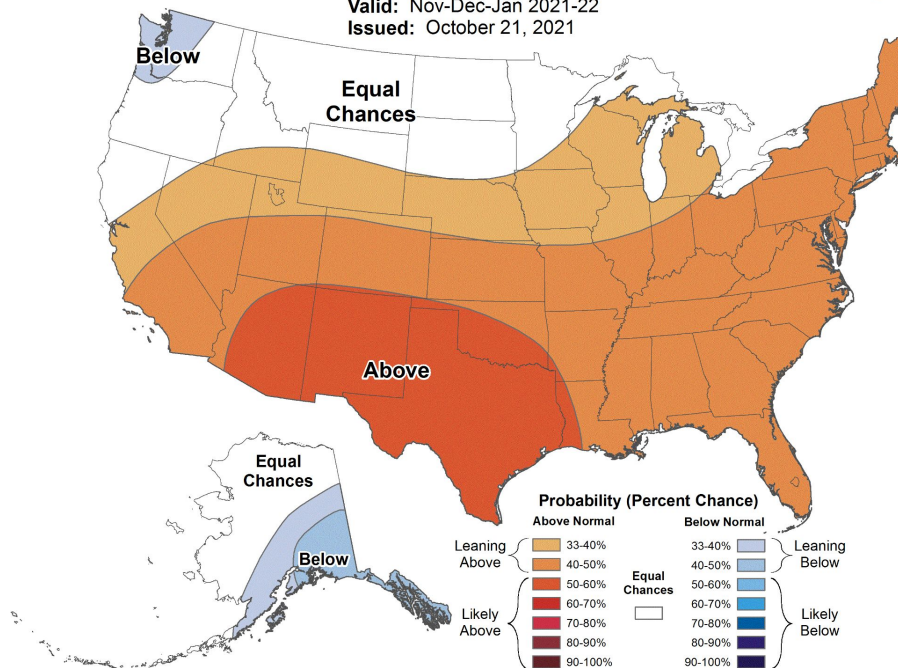 Valid: Nov-Dec-Jan 2021-22
Issued: October 21, 2021
Below
Equal
Chances
Above
Equal
Chances
Below
Probability (Percent Chance)
Above Normal
Below Normal
Leaning
Above
33-40%
40-50%
50-60%
60-70%
70-80%
80-90%
90-100%
Likely
Above
Equal
Chances
33-40%
40-50%
50-60%
60-70%
70-80%
80-90%
90-100%
Leaning
Below
Likely
Below